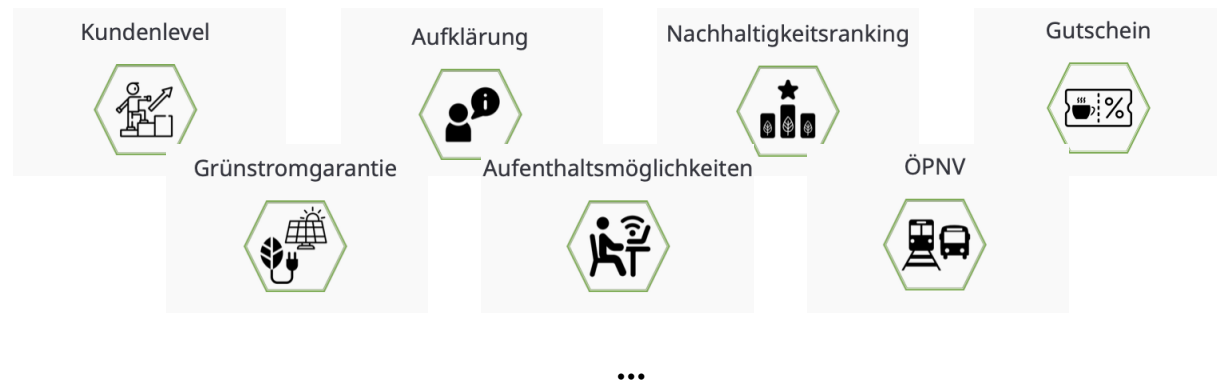 Kundenlevel
Aufklärung
Nachhaltigkeitsranking
Gutschein
Grünstromgarantie
Aufenthaltsmöglichkeiten
ÖPNV
...